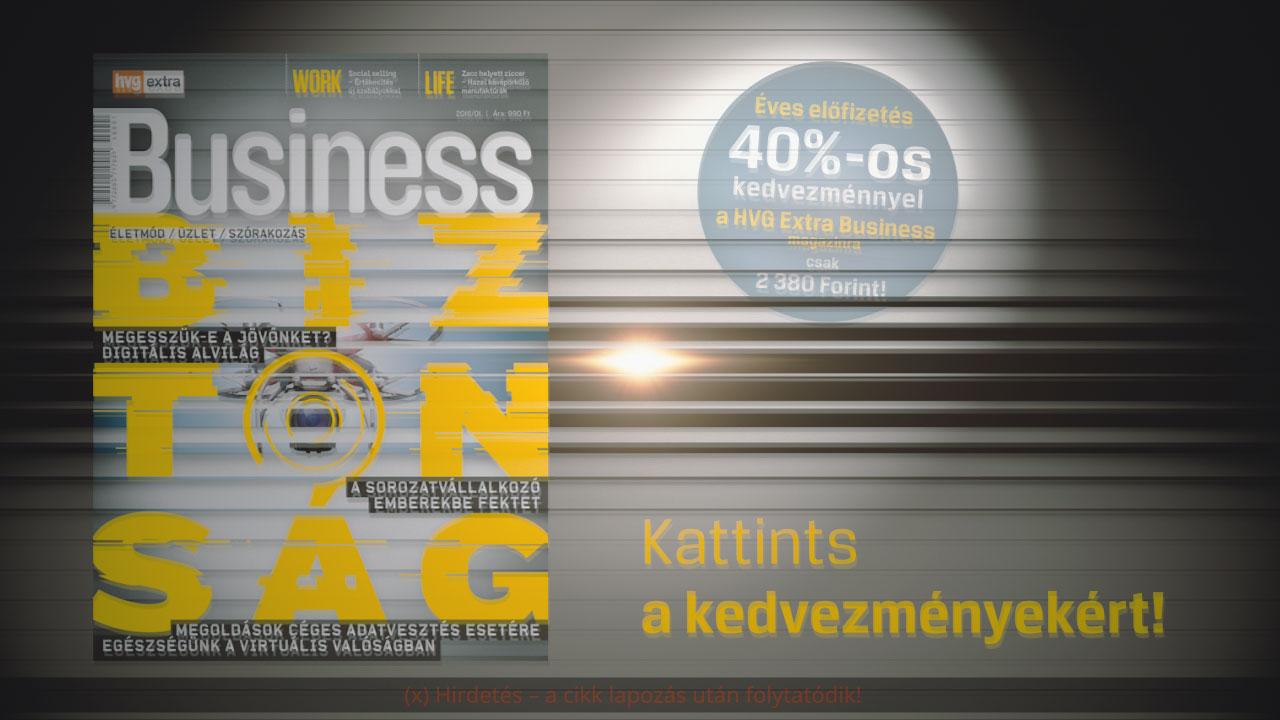 hvg extra
WORK
Social selling
– Értékesítés
új szabályokkal
LIFE
Zacc helyett ziccer
– Hazai kávépörkölő
manufaktúrák
2016/01. | Ára: 990 Ft
Business
ÉLETMÓD / ÜZLET / SZÓRAKOZÁS
BIZ
MEGESSZÜK-E A JÖVŐNKET?
DIGITÁLIS ALVILÁG
TON
A SOROZATVÁLLALKOZÓ
EMBEREKBE FEKTET
SÁG
MEGOLDÁSOK CÉGES ADATVESZTÉS ESETÉRE
EGÉSZSÉGÜNK A VIRTUÁLIS VALÓSÁGBAN
Éves előfizetés
40%-os
kedvezménnyel
a HVG Extra Business
magazinra
csak
2 380 Forint!
Kattints
a kedvezményekért!
(x) Hirdetés – a cikk lapozás után folytatódik!